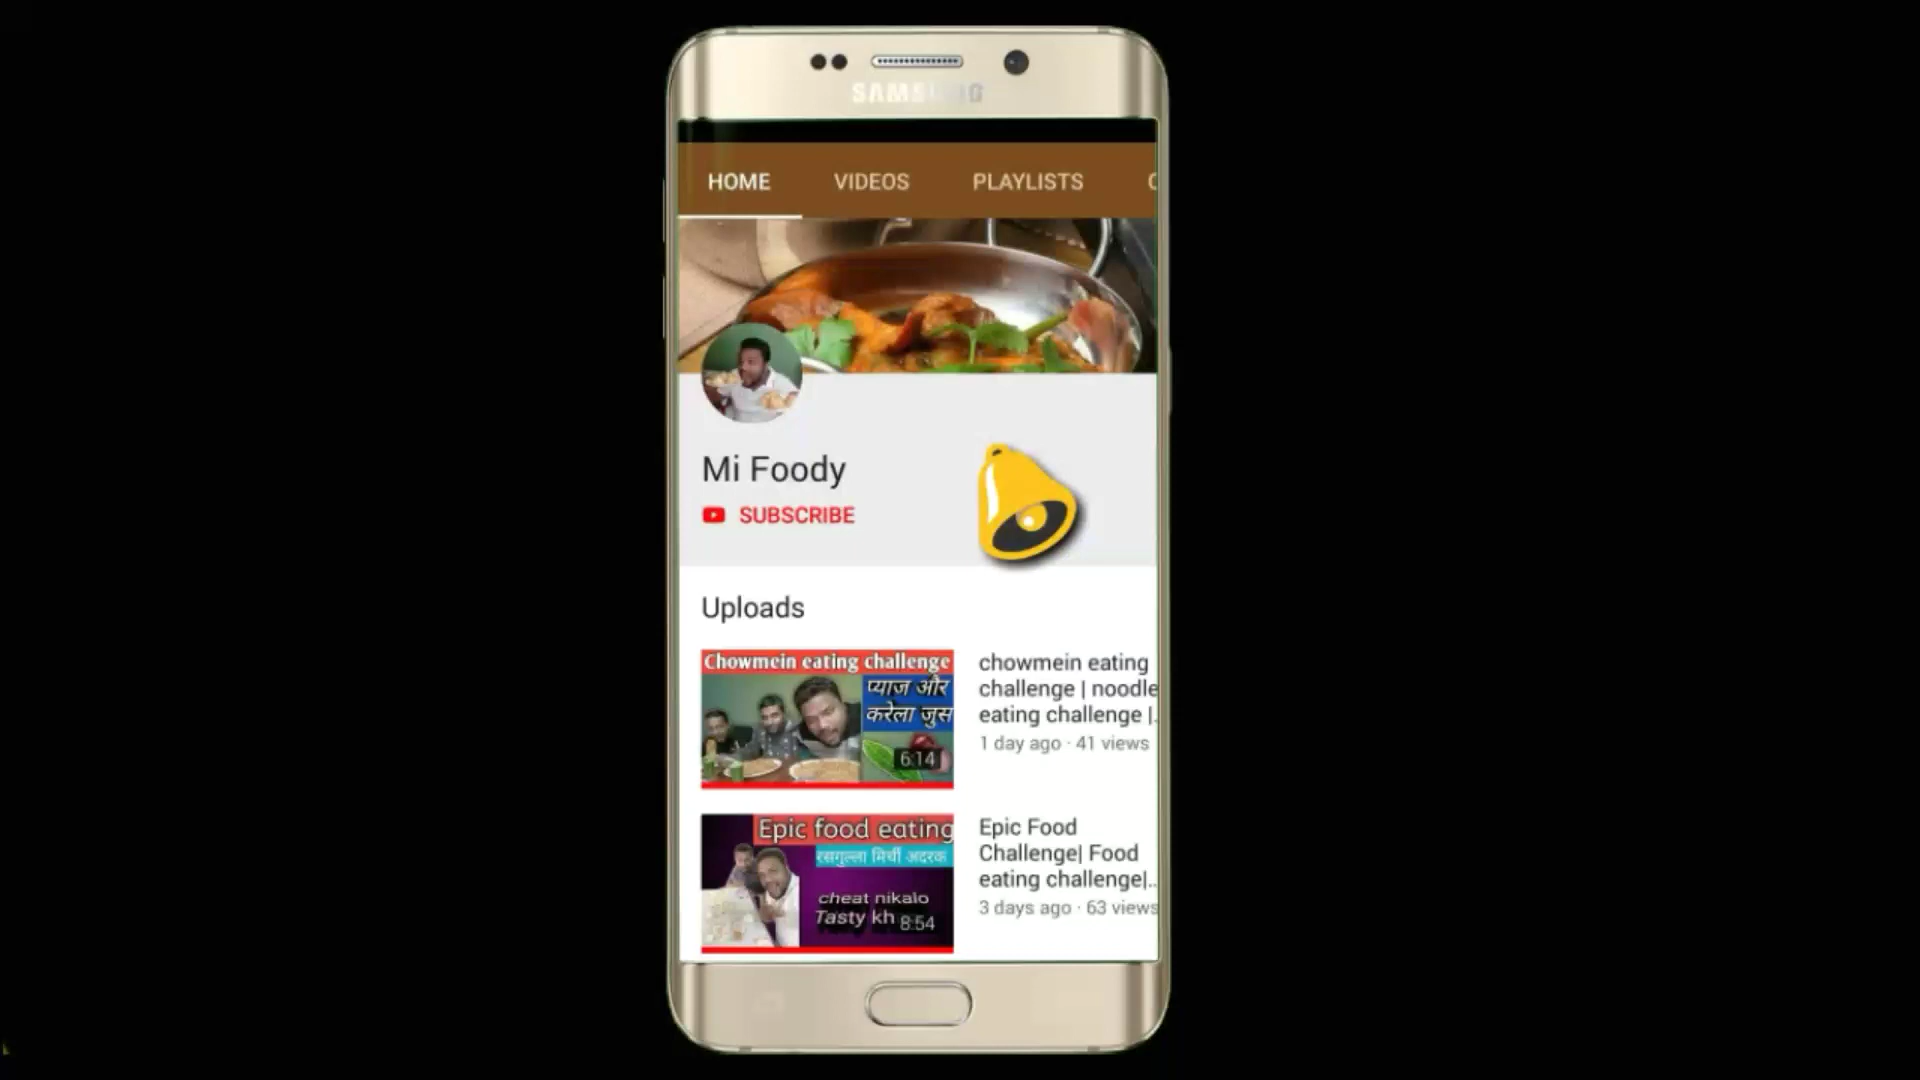 SAMSUNG
HOME VIDEOS PLAYLISTS
Mi Foody
SUBSCRIBE
Uploads
Chowmein eating challenge
प्याज और
करेला जुस
6:14
chowmein eating
challenge | noodle
eating challenge |.
1 day ago · 41 views
Epic food eating
रसगुल्ला मिर्ची अदरक
cheat nikalo
Tasty kh
8:54
Epic Food
Challenge| Food
eating challenge|..
3 days ago · 63 views